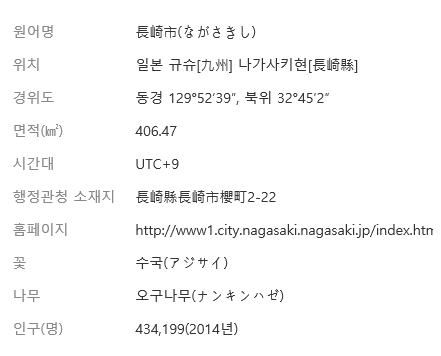 원어명 長崎市(ながさきし)
위치 일본 규슈[九州] 나가사키현[長崎縣]
경위도 동경 129°52′39″, 북위 32°45′2″
면적(㎢) 406.47
시간대 UTC+9
행정관청 소재지 長崎縣長崎市櫻町2-22
홈페이지 http://www1.city.nagasaki.nagasaki.jp/index.htm
꽃 수국(アジサイ)
나무 오구나무(ナンキンハゼ)
인구(명) 434,199(2014년)